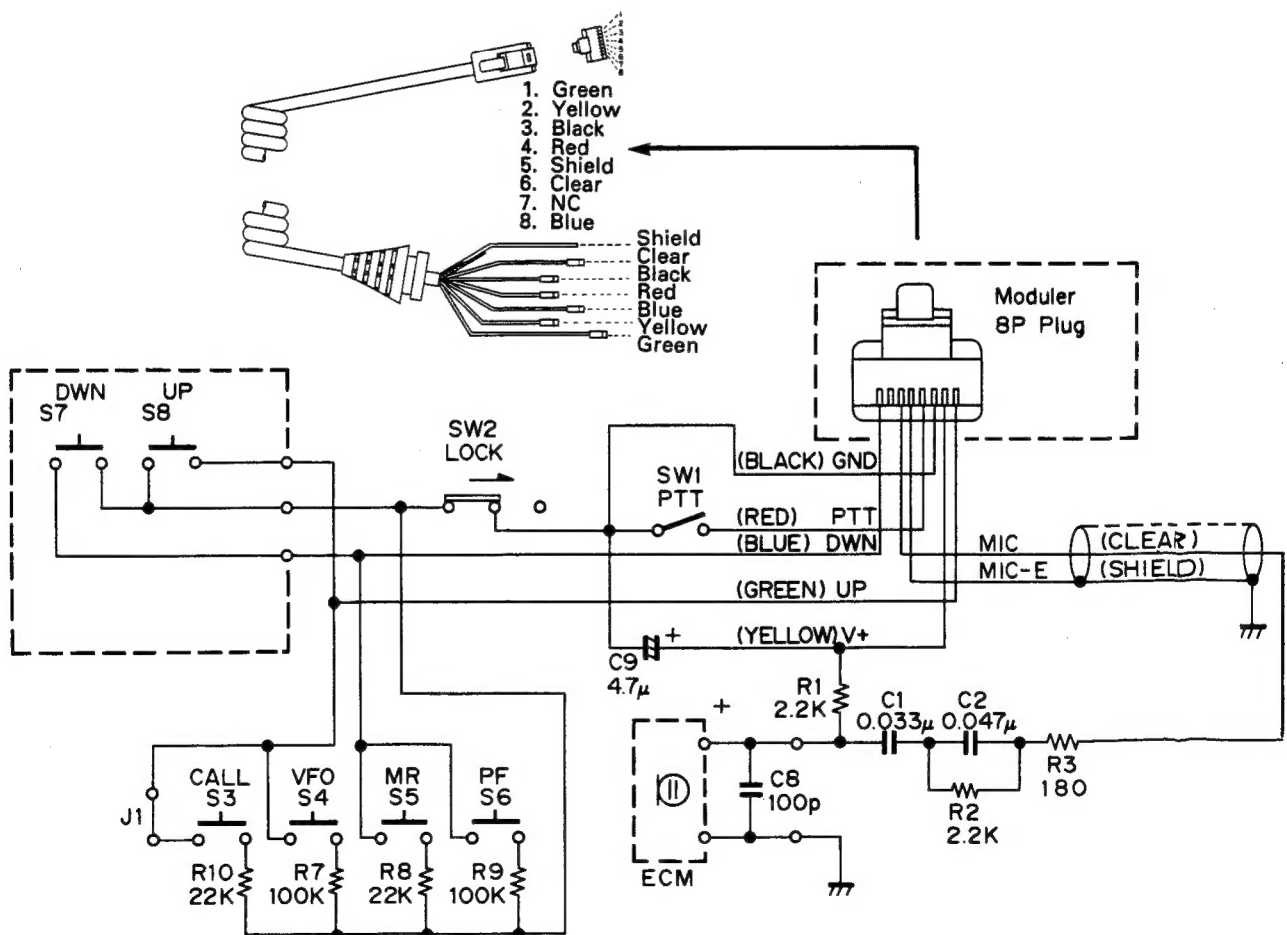 1. Green
2. Yellow
3. Black
4. Red
5. Shield
6. Clear
7. NC
8. Blue
Shield
Clear
Black
Red
Blue
Yellow
Green
Moduler
8P Plug
DWN
S7
UP
S8
SW2
LOCK
SW1
PTT
(BLACK) GND
(RED) PTT
(BLUE) DWN
(GREEN) UP
(YELLOW) V+
MIC
MIC-E
(CLEAR)
(SHIELD)
+
C9
4.7μ
R1
2.2K
C1
0.033μ
C2
0.047μ
R3
180
R2
2.2K
+
C8
100p
ECM
J1
CALL
S3
VFO
S4
MR
S5
PF
S6
R10
22K
R7
100K
R8
22K
R9
100K